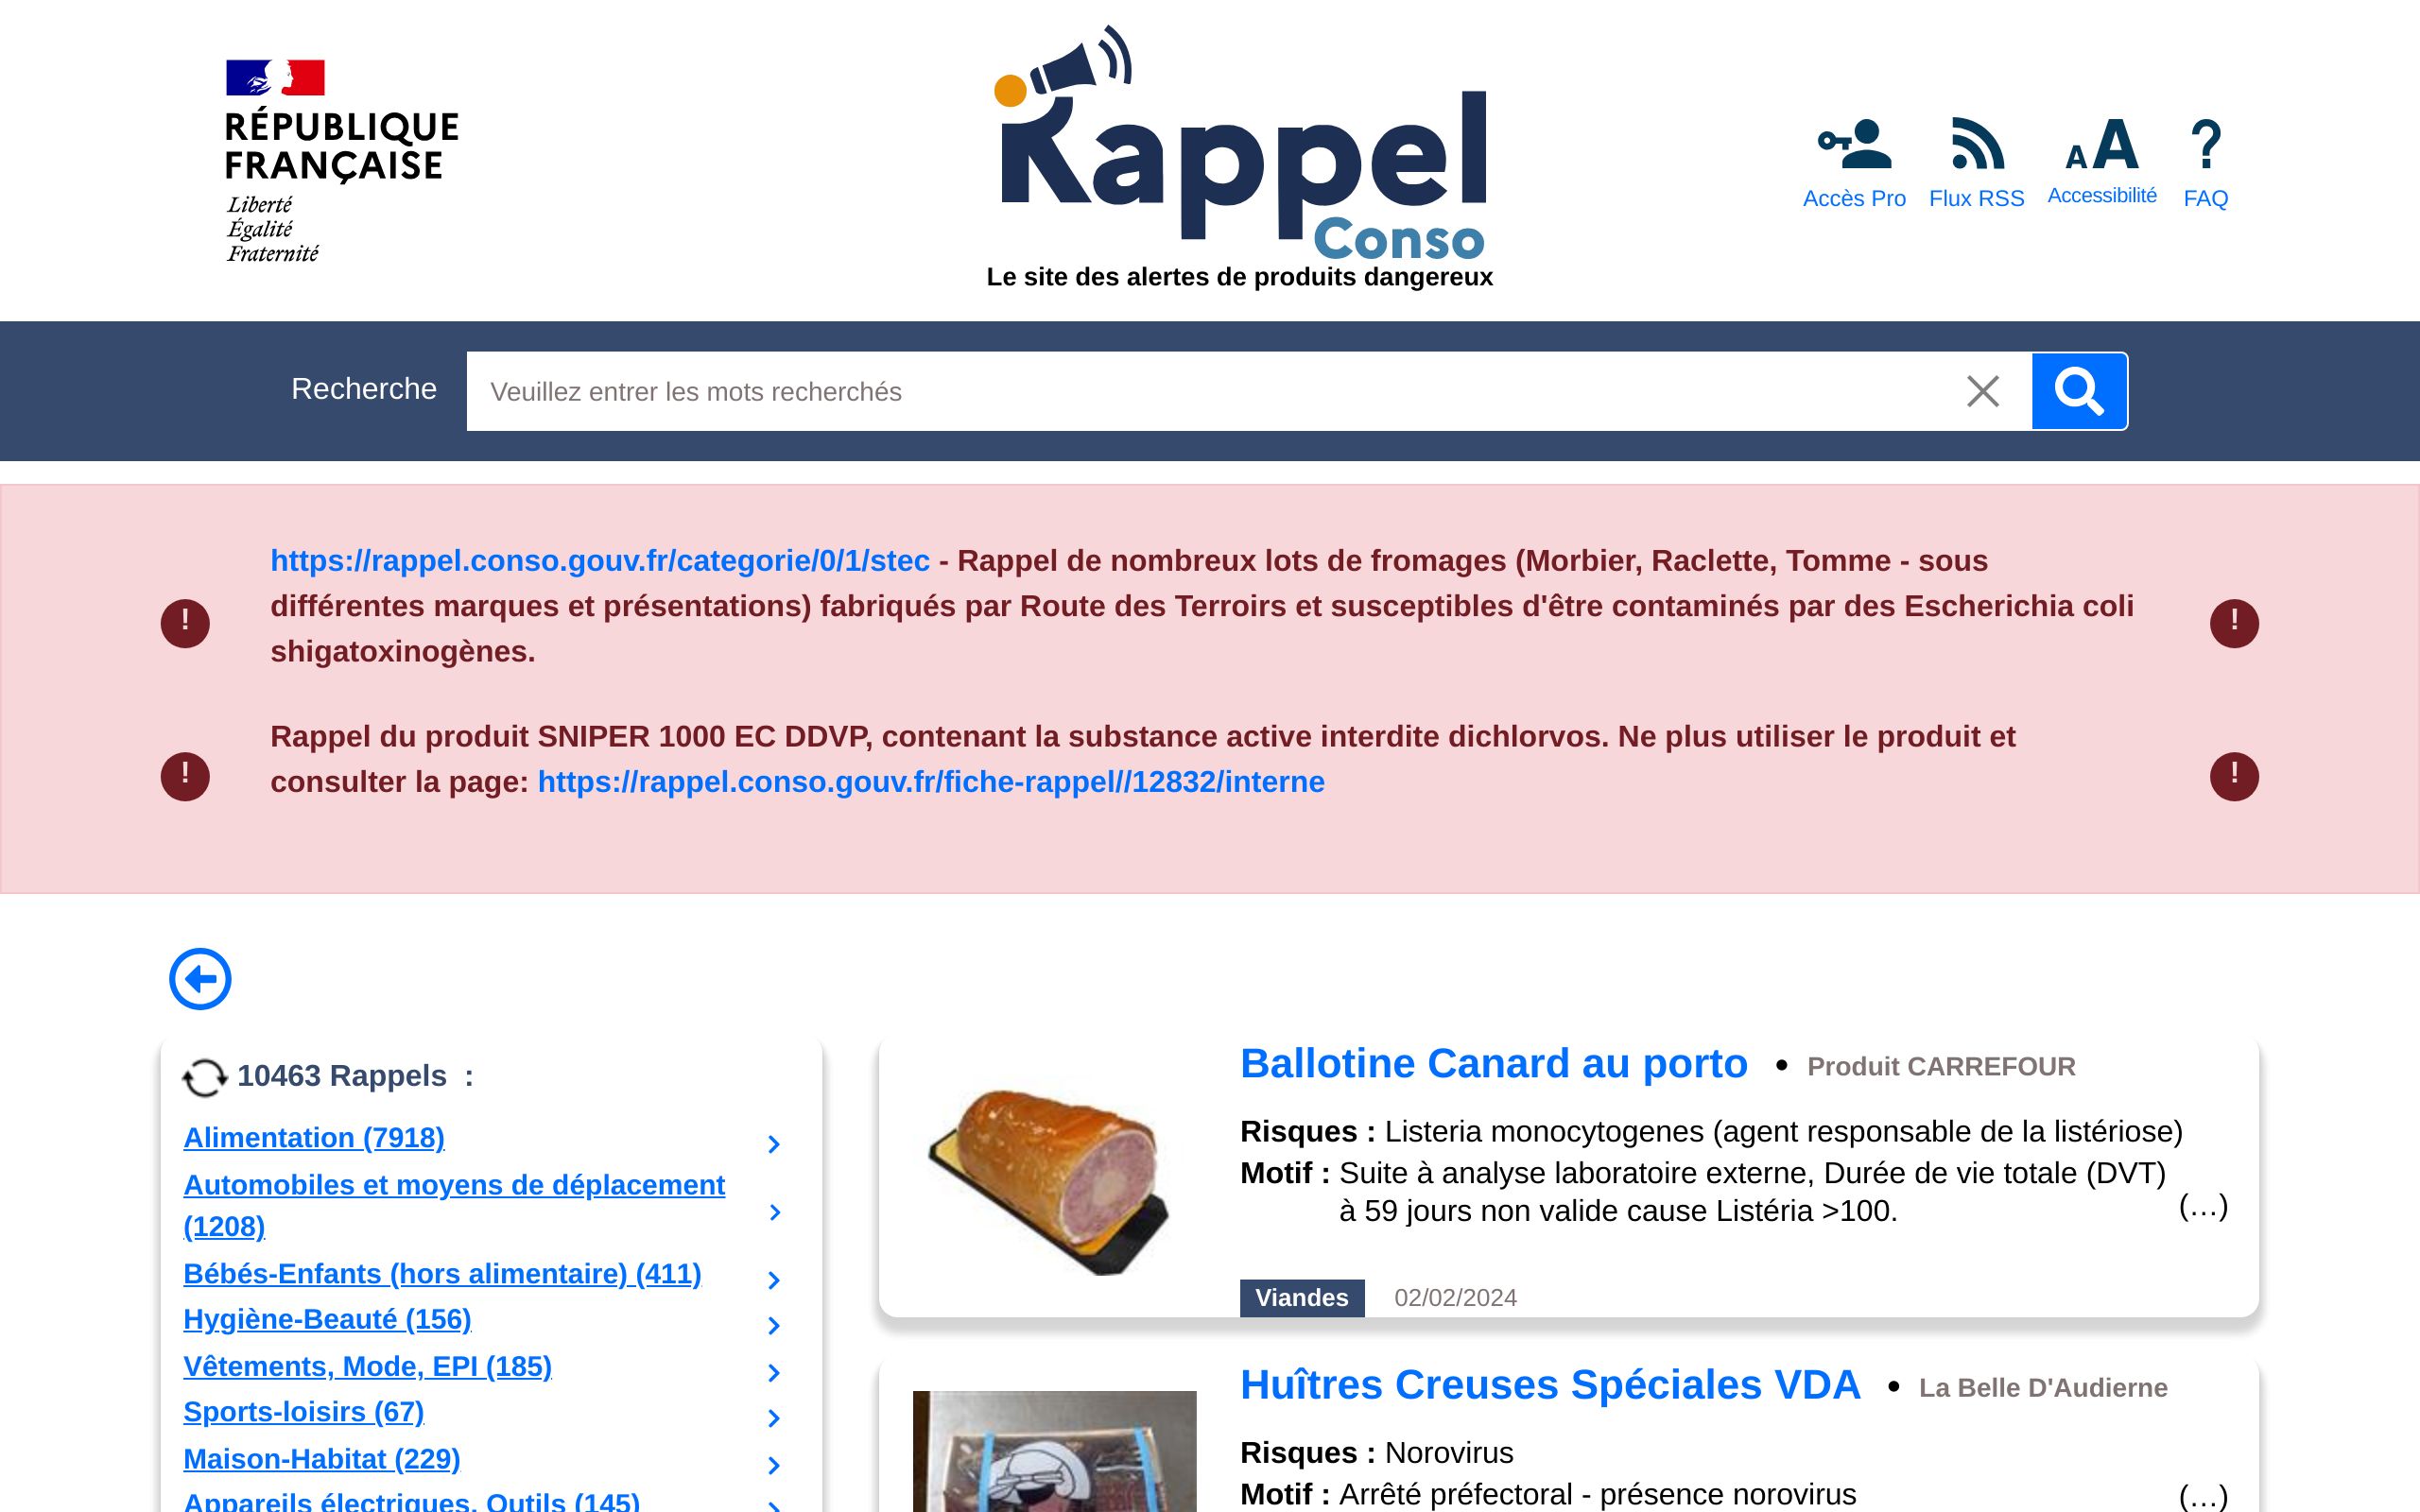 RÉPUBLIQUE
FRANÇAISE
Liberté
Égalité
Fraternité
Rappel
Conso
Le site des alertes de produits dangereux
Accès Pro
Flux RSS
AA
Accessibilité
?
FAQ
Recherche
Veuillez entrer les mots recherchés
https://rappel.conso.gouv.fr/categorie/0/1/stec - Rappel de nombreux lots de fromages (Morbier, Raclette, Tomme - sous
différentes marques et présentations) fabriqués par Route des Terroirs et susceptibles d'être contaminés par des Escherichia coli
shigatoxinogènes.
! !
Rappel du produit SNIPER 1000 EC DDVP, contenant la substance active interdite dichlorvos. Ne plus utiliser le produit et
consulter la page: https://rappel.conso.gouv.fr/fiche-rappel//12832/interne
! !
10463 Rappels :
Alimentation (7918)
Automobiles et moyens de déplacement
(1208)
Bébés-Enfants (hors alimentaire) (411)
Hygiène-Beauté (156)
Vêtements, Mode, EPI (185)
Sports-loisirs (67)
Maison-Habitat (229)
Appareils électriques, Outils (145)
Ballotine Canard au porto • Produit CARREFOUR
Risques : Listeria monocytogenes (agent responsable de la listériose)
Motif : Suite à analyse laboratoire externe, Durée de vie totale (DVT)
à 59 jours non valide cause Listéria >100.
(…)
Viandes 02/02/2024
Huîtres Creuses Spéciales VDA • La Belle D'Audierne
Risques : Norovirus
Motif : Arrêté préfectoral - présence norovirus
(…)